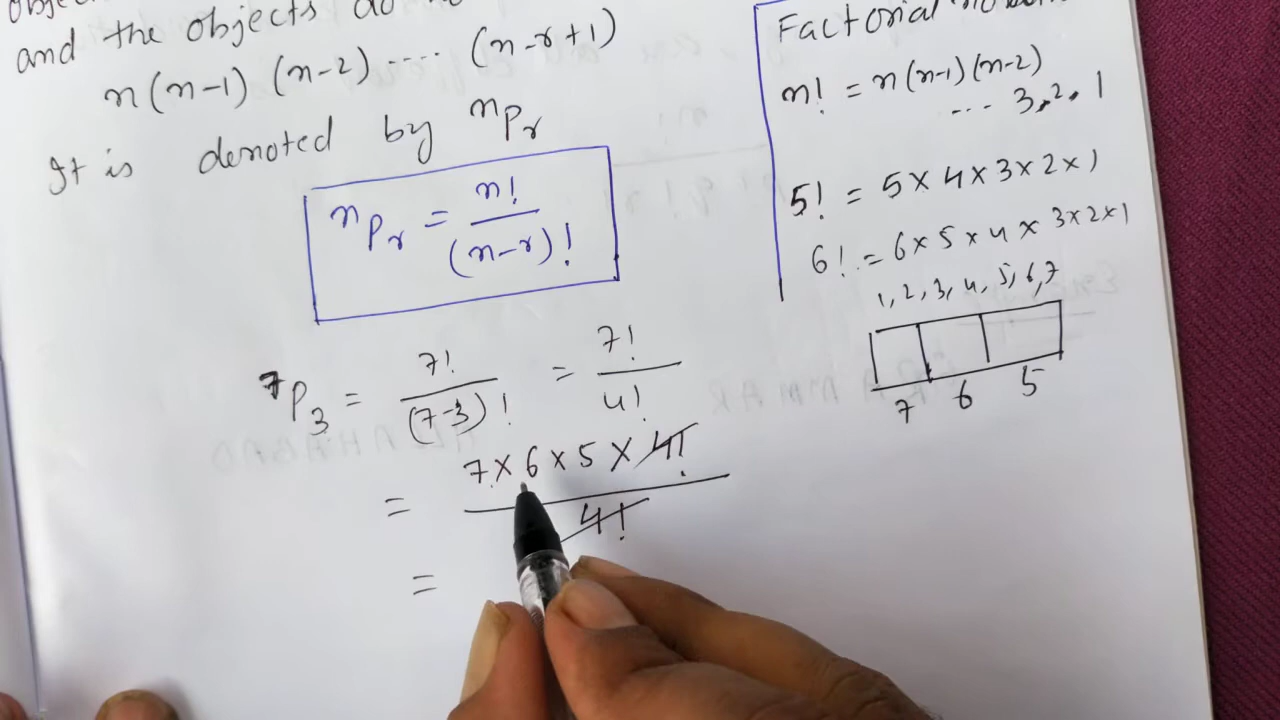 and the objects do
n(n-1)(n-2) .... (n-r+1)
It is denoted by nPr
nPr = n! / (n-r)!
7P3 = 7! / (7-3)! = 7! / 4!
= 7 × 6 × 5 × 4! / 4!
=
Factorial
n! = n(n-1)(n-2)
... 3.2.1
5! = 5 × 4 × 3 × 2 × 1
6! = 6 × 5 × 4 × 3 × 2 × 1
1, 2, 3, 4, 5, 6, 7
7 6 5